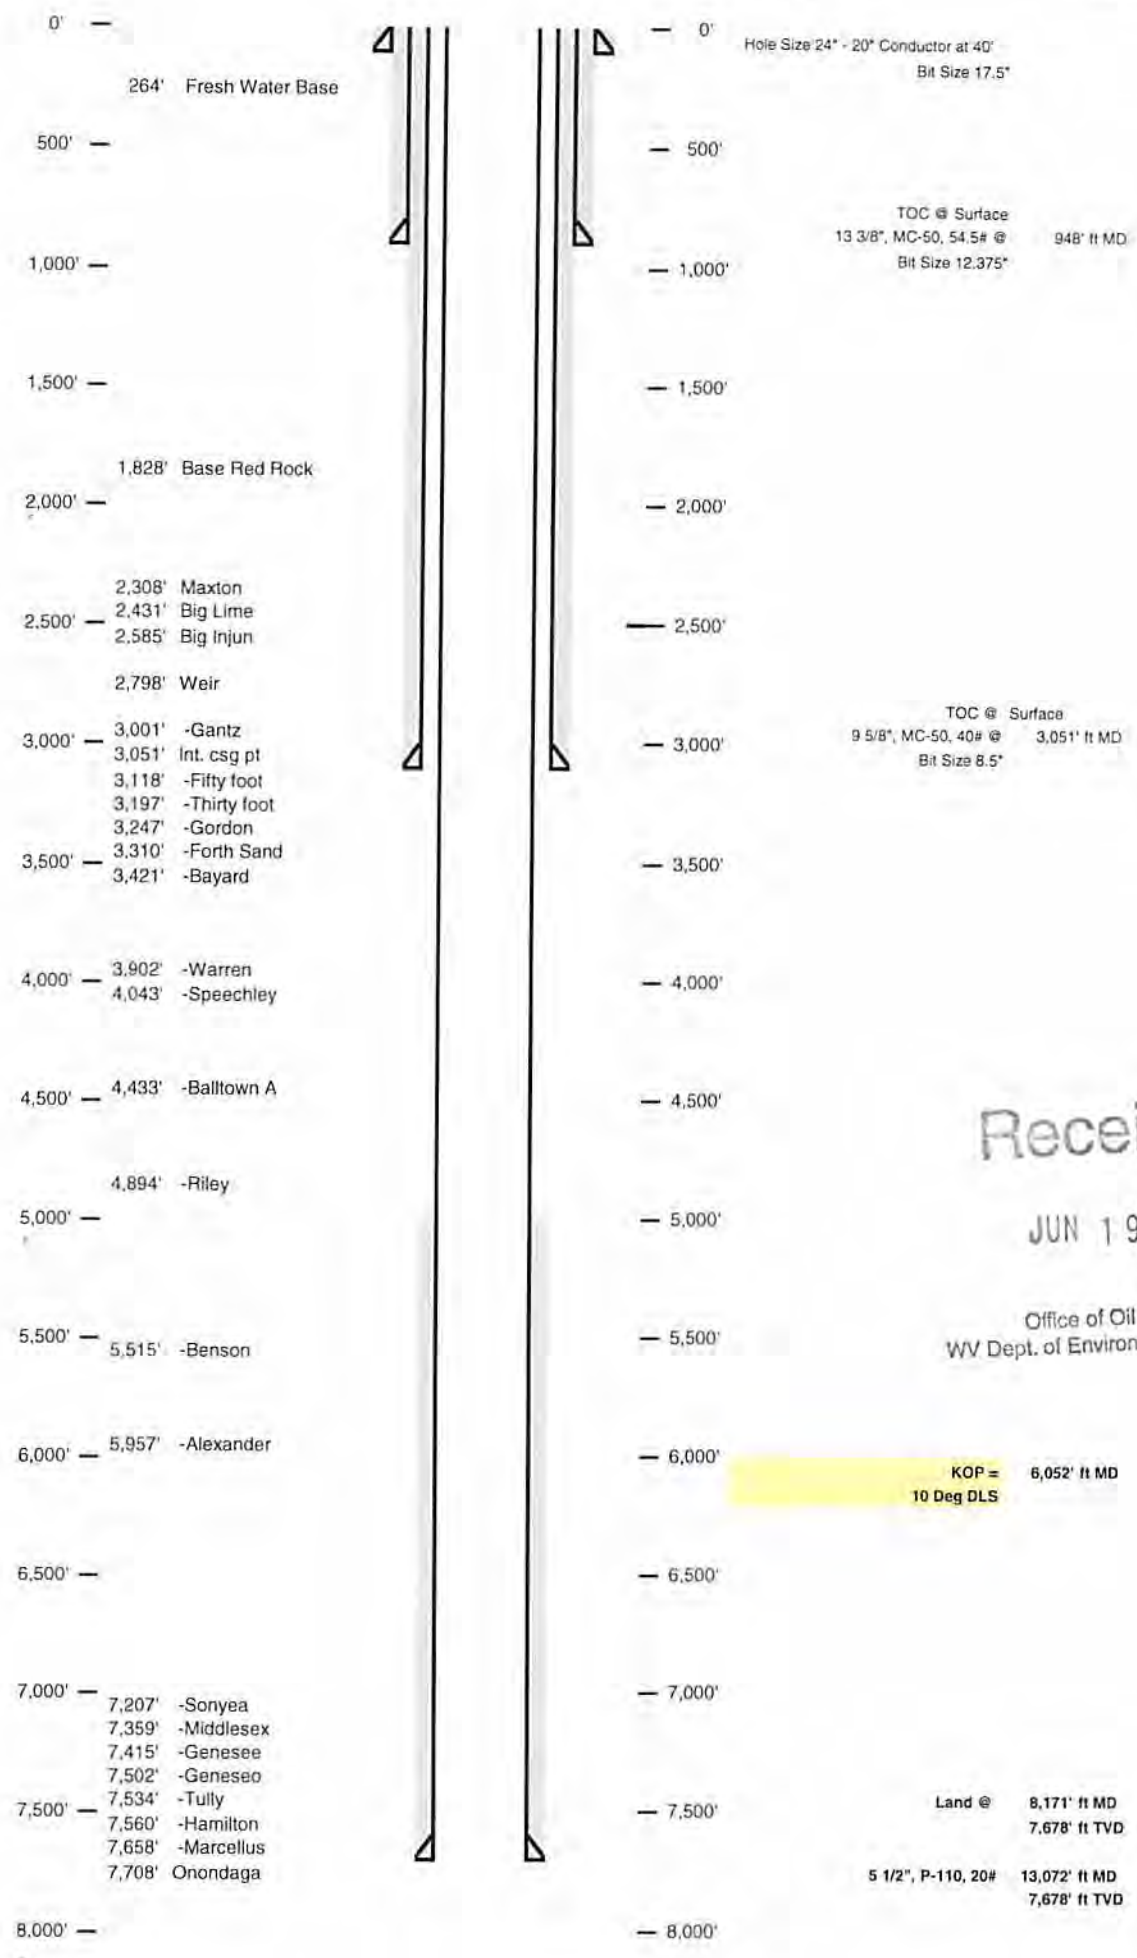 0'
264' Fresh Water Base
500'
1,000'
1,500'
1,828' Base Red Rock
2,000'
2,308' Maxton
2,431' Big Lime
2,500'
2,585' Big Injun
2,798' Weir
3,001' -Gantz
3,000'
3,051' Int. csg pt
3,118' -Fifty foot
3,197' -Thirty foot
3,247' -Gordon
3,310' -Forth Sand
3,500'
3,421' -Bayard
3,902' -Warren
4,000'
4,043' -Speechley
4,433' -Balltown A
4,500'
4,894' -Riley
5,000'
5,500'
5,515' -Benson
5,957' -Alexander
6,000'
6,500'
7,000'
7,207' -Sonyea
7,359' -Middlesex
7,415' -Genesee
7,502' -Geneseo
7,534' -Tully
7,500'
7,560' -Hamilton
7,658' -Marcellus
7,708' Onondaga
8,000'
0'
500'
1,000'
1,500'
2,000'
2,500'
3,000'
3,500'
4,000'
4,500'
5,000'
5,500'
6,000'
6,500'
7,000'
7,500'
8,000'
Hole Size 24" - 20" Conductor at 40'
Bit Size 17.5"
TOC @ Surface
13 3/8", MC-50, 54.5# @ 948' ft MD
Bit Size 12.375"
TOC @ Surface
9 5/8", MC-50, 40# @ 3,051' ft MD
Bit Size 8.5"
Recei
JUN 19
Office of Oil
WV Dept. of Environ
KOP = 6,052' ft MD
10 Deg DLS
Land @ 8,171' ft MD
7,678' ft TVD
5 1/2", P-110, 20# 13,072' ft MD
7,678' ft TVD